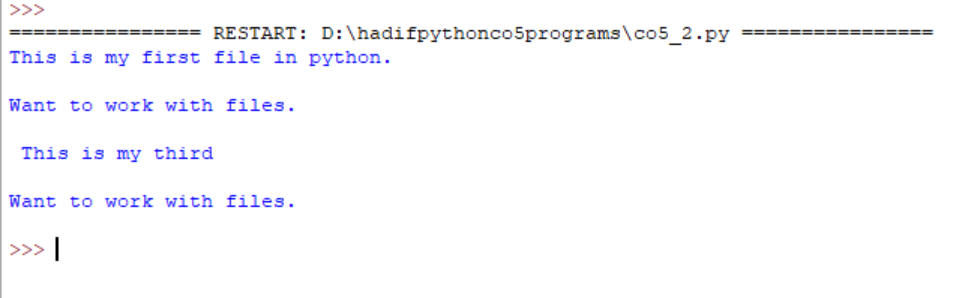 >>>
================ RESTART: D:\hadifpythonco5programs\co5_2.py ================
This is my first file in python.
Want to work with files.
This is my third
Want to work with files.
>>>